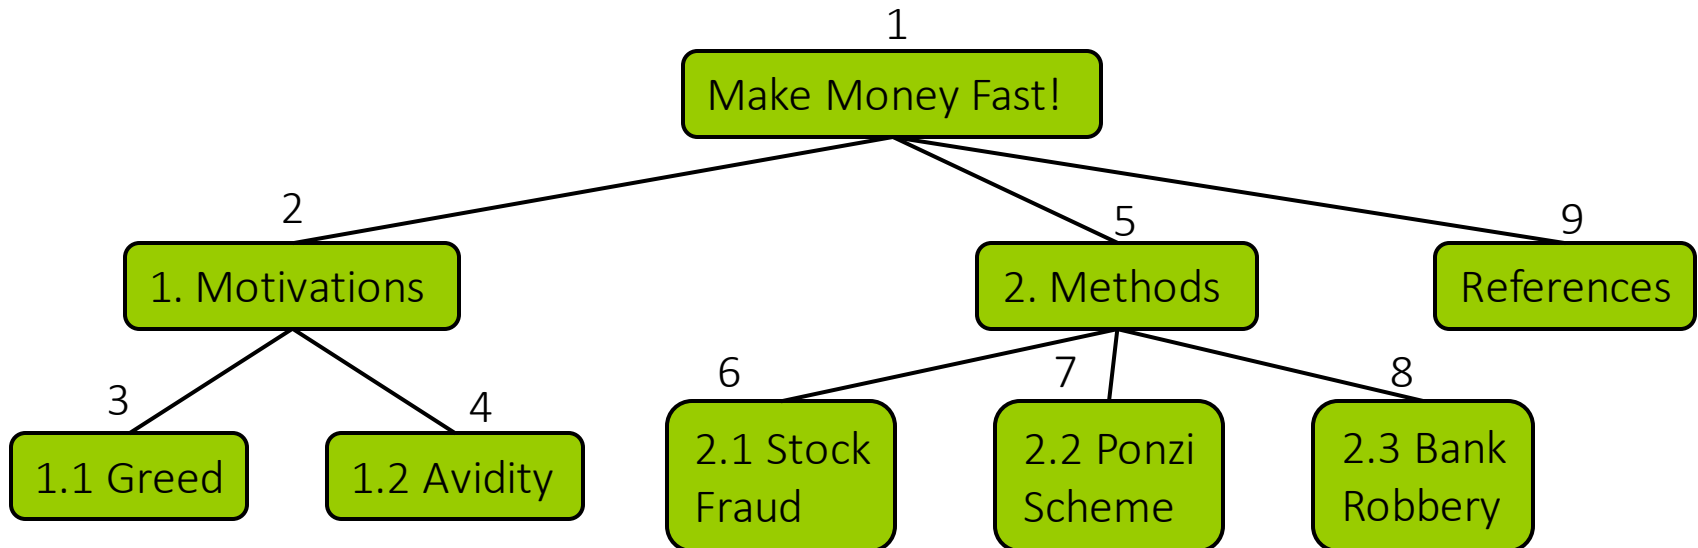 1
Make Money Fast!
2
5
9
1. Motivations
2. Methods
References
3
4
6
7
8
1.1 Greed
1.2 Avidity
2.1 Stock
Fraud
2.2 Ponzi
Scheme
2.3 Bank
Robbery